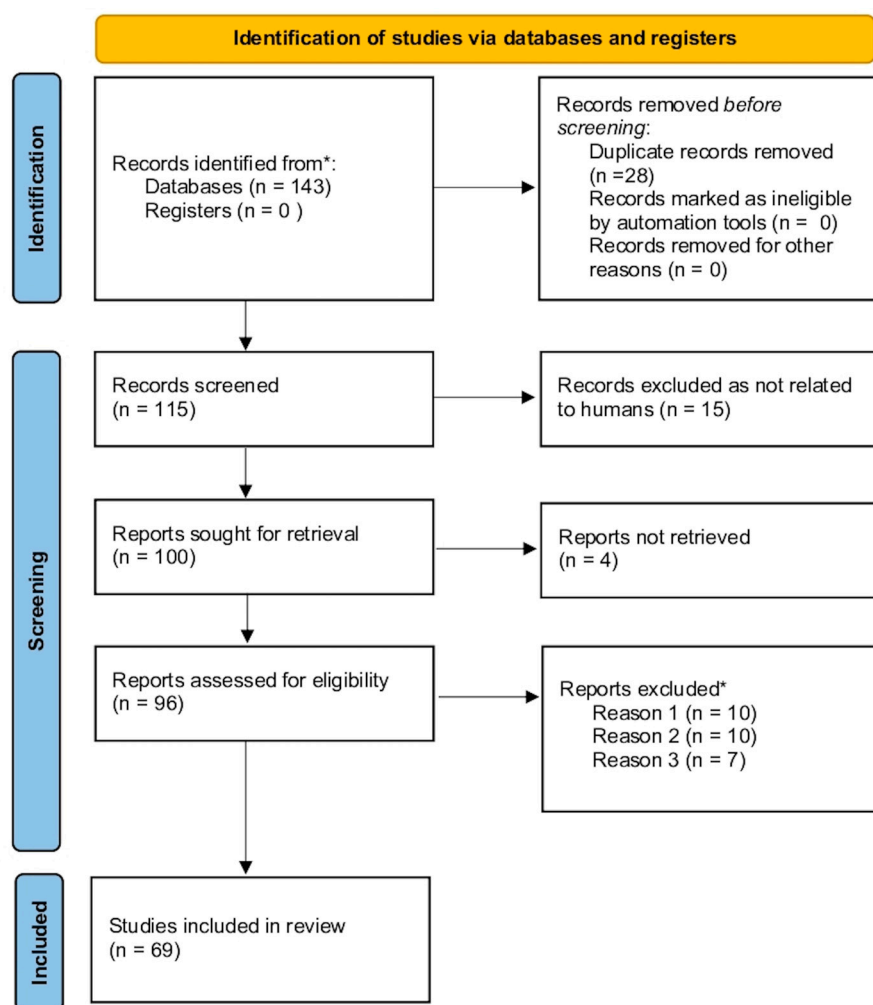 Identification of studies via databases and registers
Identification
Records identified from*:
Databases (n = 143)
Registers (n = 0 )
Records removed before
screening:
Duplicate records removed
(n =28)
Records marked as ineligible
by automation tools (n =  0)
Records removed for other
reasons (n = 0)
Screening
Records screened
(n = 115)
Records excluded as not related
to humans (n = 15)
Reports sought for retrieval
(n = 100)
Reports not retrieved
(n = 4)
Reports assessed for eligibility
(n = 96)
Reports excluded*
Reason 1 (n = 10)
Reason 2 (n = 10)
Reason 3 (n = 7)
Included
Studies included in review
(n = 69)